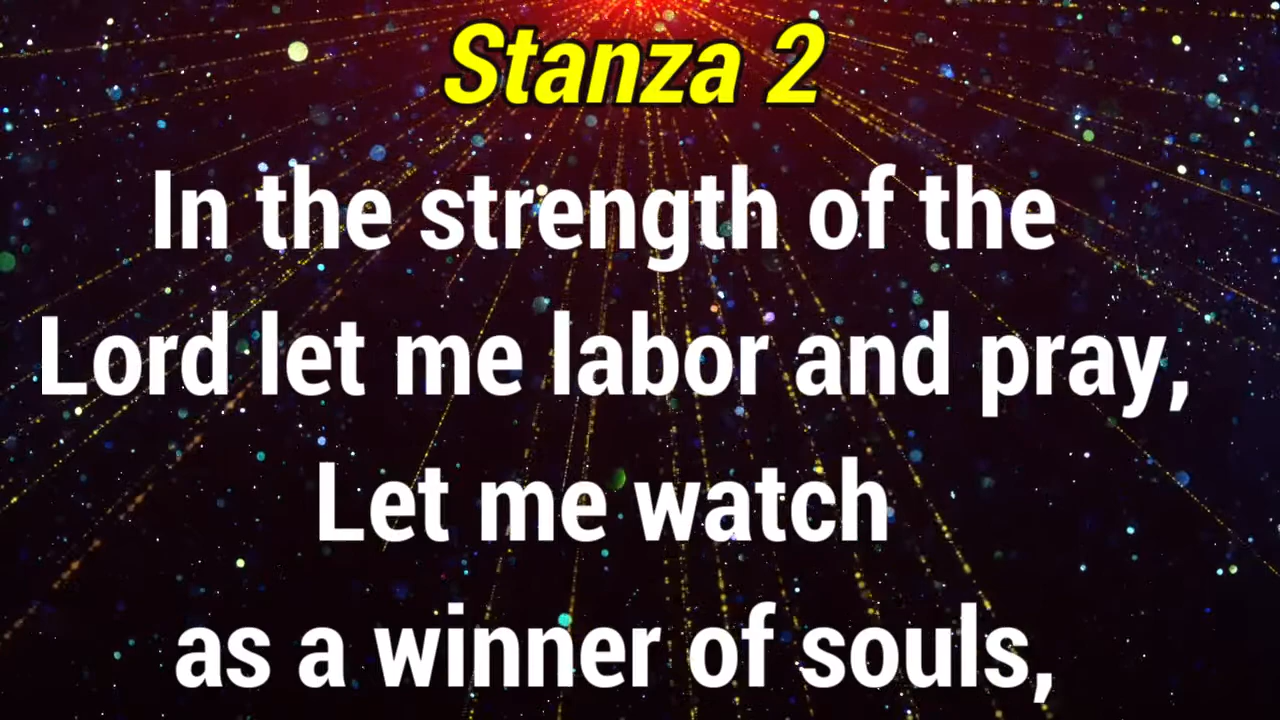 Stanza 2
In the strength of the
Lord let me labor and pray,
Let me watch
as a winner of souls,